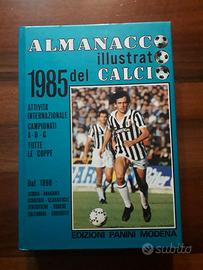 ALMANACCO
illustrato
1985 del CALCIO
ATTIVITÀ
INTERNAZIONALE
CAMPIONATI
A-B-C
TUTTE
LE COPPE
Dal 1898:
EDIZIONI PANINI MODENA
subito